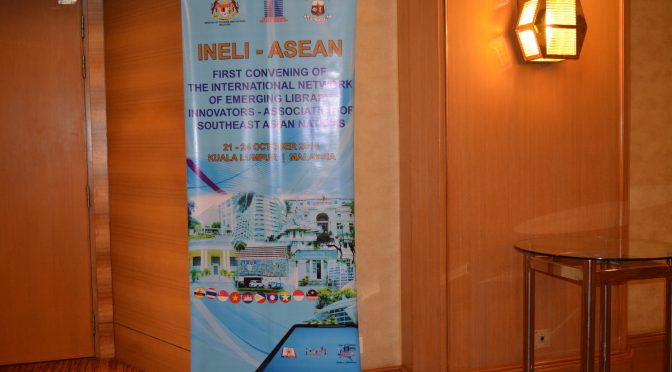 INELI - ASEAN
FIRST CONVENING OF
THE INTERNATIONAL NETWORK
OF EMERGING LIBRARY
INNOVATORS - ASSOCIATION OF
SOUTHEAST ASIAN NATIONS
21 - 24 OCTOBER
KUALA LUMPUR | MALAYSIA